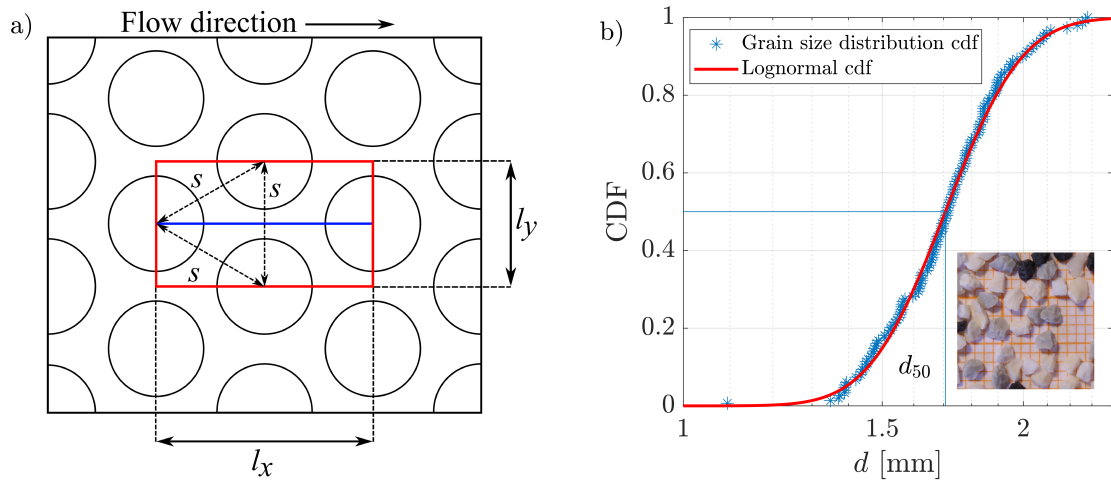 a)
Flow direction
s
s
s
l_y
l_x
b)
1
0.8
0.6
0.4
0.2
0
CDF
Grain size distribution cdf
Lognormal cdf
d_50
1
1.5
2
d [mm]